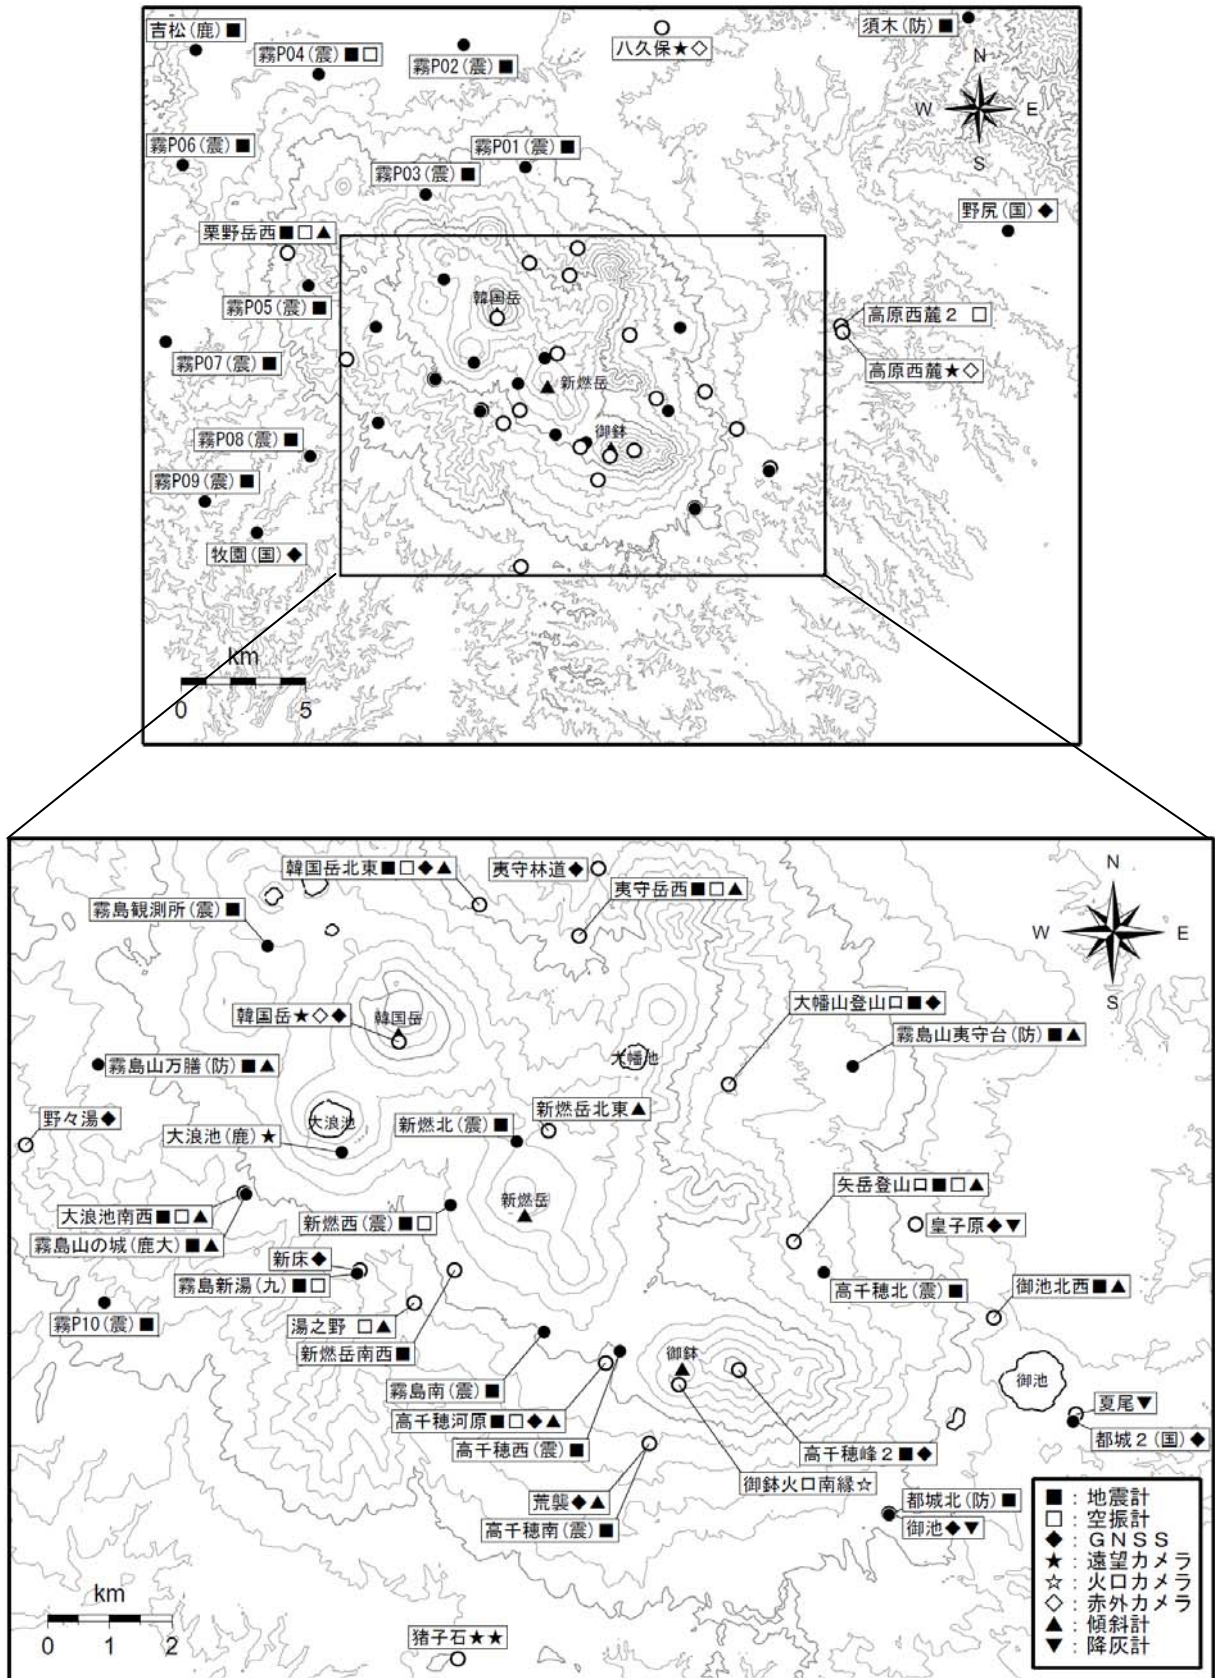 吉松(鹿)■
霧P04(震)■□
霧P02(震)■
八久保★◇
須木(防)■
N
W E
S
霧P06(震)■
霧P01(震)■
霧P03(震)■
野尻(国)◆
栗野岳西■□▲
霧P05(震)■
韓国岳
高原西麓2 □
霧P07(震)■
高原西麓★◇
新燃岳
霧P08(震)■
御鉢
霧P09(震)■
牧園(国)◆
km
0 5
韓国岳北東■□◆▲
夷守林道◆
夷守岳西■□▲
霧島観測所(震)■
N
W E
S
韓国岳★◇◆
韓国岳
大幡山登山口■◆
霧島山万膳(防)■▲
大幡池
霧島山夷守台(防)■▲
野々湯◆
大浪池
新燃岳北東▲
大浪池(鹿)★
新燃北(震)■
矢岳登山口■□▲
大浪池南西■□▲
新燃西(震)■□
新燃岳
皇子原◆▼
霧島山の城(鹿大)■▲
新床◆
霧島新湯(九)■□
高千穂北(震)■
御池北西■▲
霧P10(震)■
湯之野 □▲
新燃岳南西■
御鉢
霧島南(震)■
御池
高千穂河原■□◆▲
夏尾▼
高千穂西(震)■
高千穂峰2■◆
都城2(国)◆
御鉢火口南縁☆
荒襲◆▲
都城北(防)■
高千穂南(震)■
御池◆▼
■:地震計
□:空振計
◆:GNSS
★:遠望カメラ
☆:火口カメラ
◇:赤外カメラ
▲:傾斜計
▼:降灰計
km
0 1 2
猪子石★★